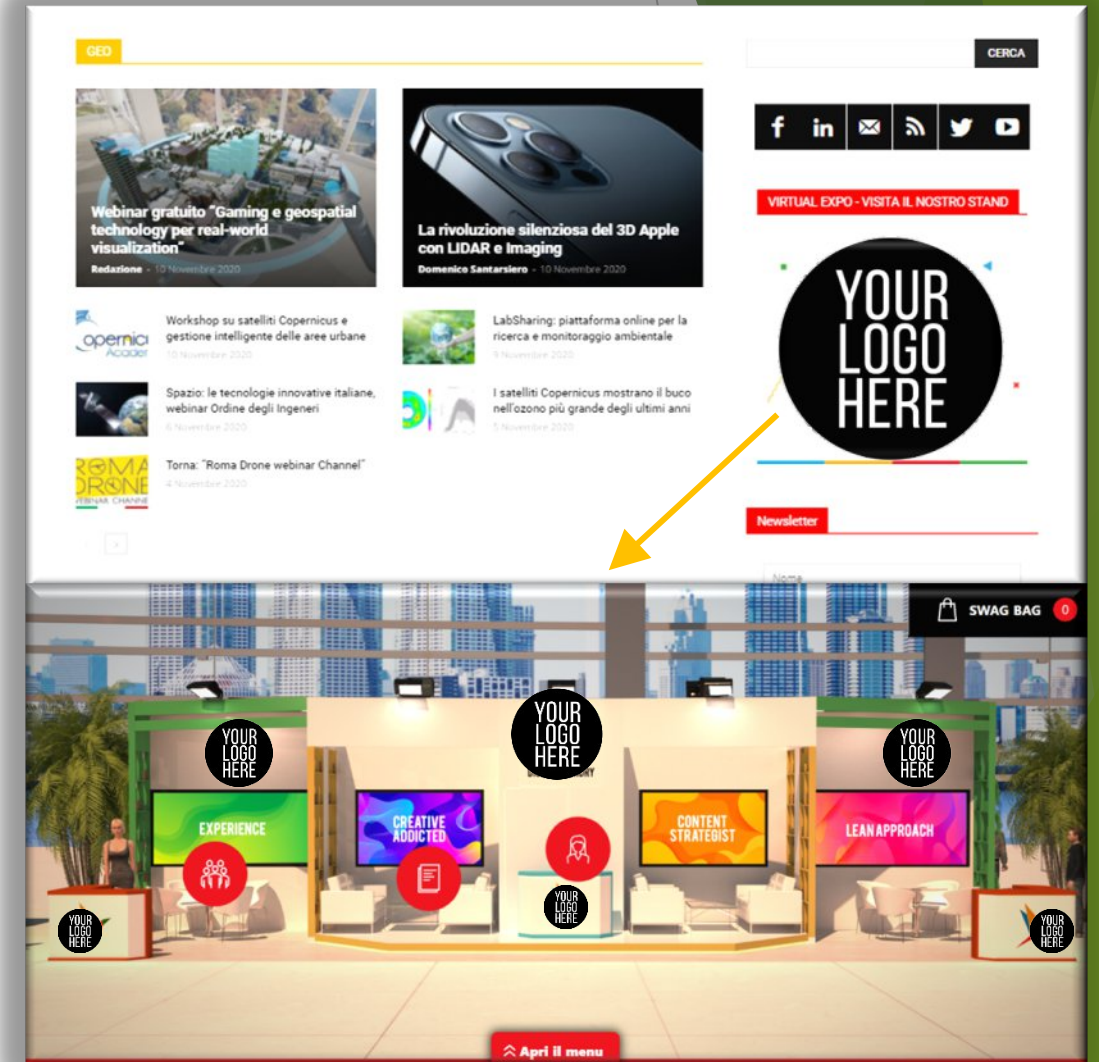 GEO
CERCA
Webinar gratuito "Gaming e geospatial
technology per real-world
visualization"
Redazione - 10 Novembre 2020
La rivoluzione silenziosa del 3D Apple
con LIDAR e Imaging
Domenico Santarsiero - 10 Novembre 2020
VIRTUAL EXPO - VISITA IL NOSTRO STAND
YOUR
LOGO
HERE
opernicu
Academ
Workshop su satelliti Copernicus e
gestione intelligente delle aree urbane
10 Novembre 2020
LabSharing: piattaforma online per la
ricerca e monitoraggio ambientale
9 Novembre 2020
Spazio: le tecnologie innovative italiane,
webinar Ordine degli Ingeneri
6 Novembre 2020
I satelliti Copernicus mostrano il buco
nell'ozono più grande degli ultimi anni
5 Novembre 2020
ROMA
DRONE
WEBINAR CHANNE
Torna: "Roma Drone webinar Channel"
4 Novembre 2020
Newsletter
Nome
SWAG BAG 0
YOUR
LOGO
HERE
YOUR
LOGO
HERE
YOUR
LOGO
HERE
EXPERIENCE
CREATIVE
ADDICTED
CONTENT
STRATEGIST
LEAN APPROACH
YOUR
LOGO
HERE
YOUR
LOGO
HERE
YOUR
LOGO
HERE
Apri il menu